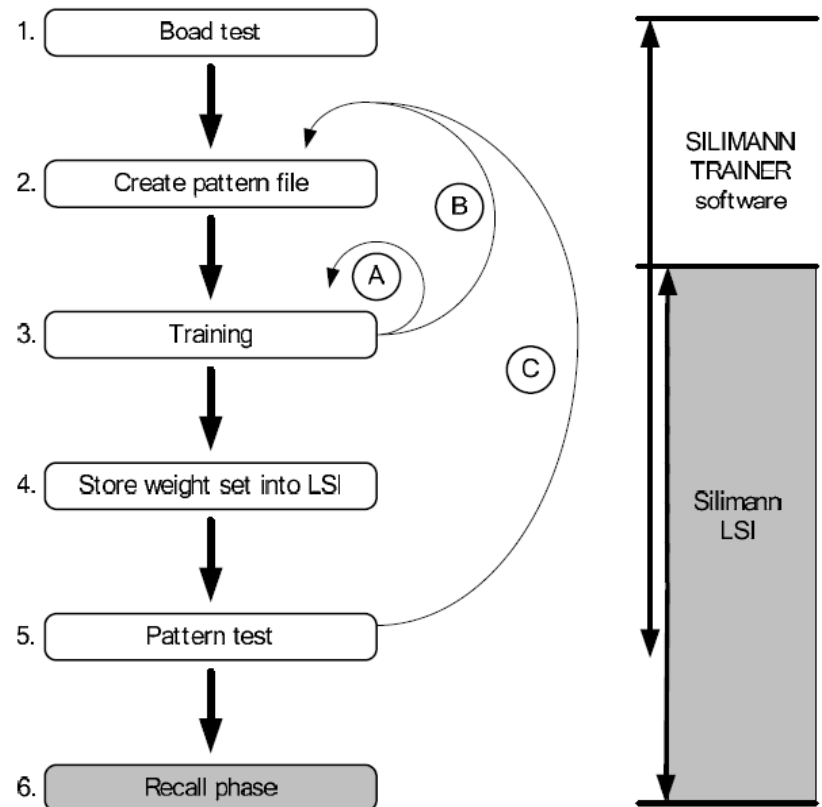 1. Boad test
2. Create pattern file
3. Training
4. Store weight set into LSI
5. Pattern test
6. Recall phase
A
B
C
SILIMANN
TRAINER
software
Silimann
LSI